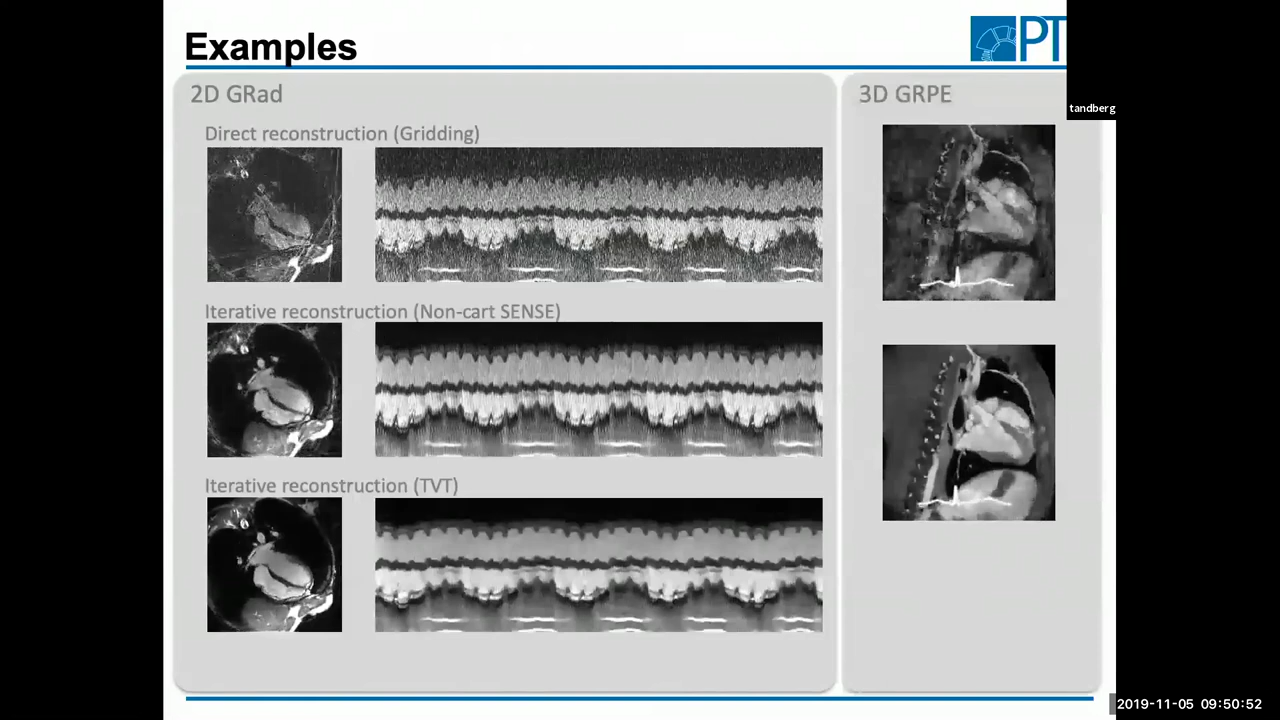 Examples
PT
tandberg
2D GRad
3D GRPE
Direct reconstruction (Gridding)
Iterative reconstruction (Non-cart SENSE)
Iterative reconstruction (TVT)
2019-11-05 09:50:52